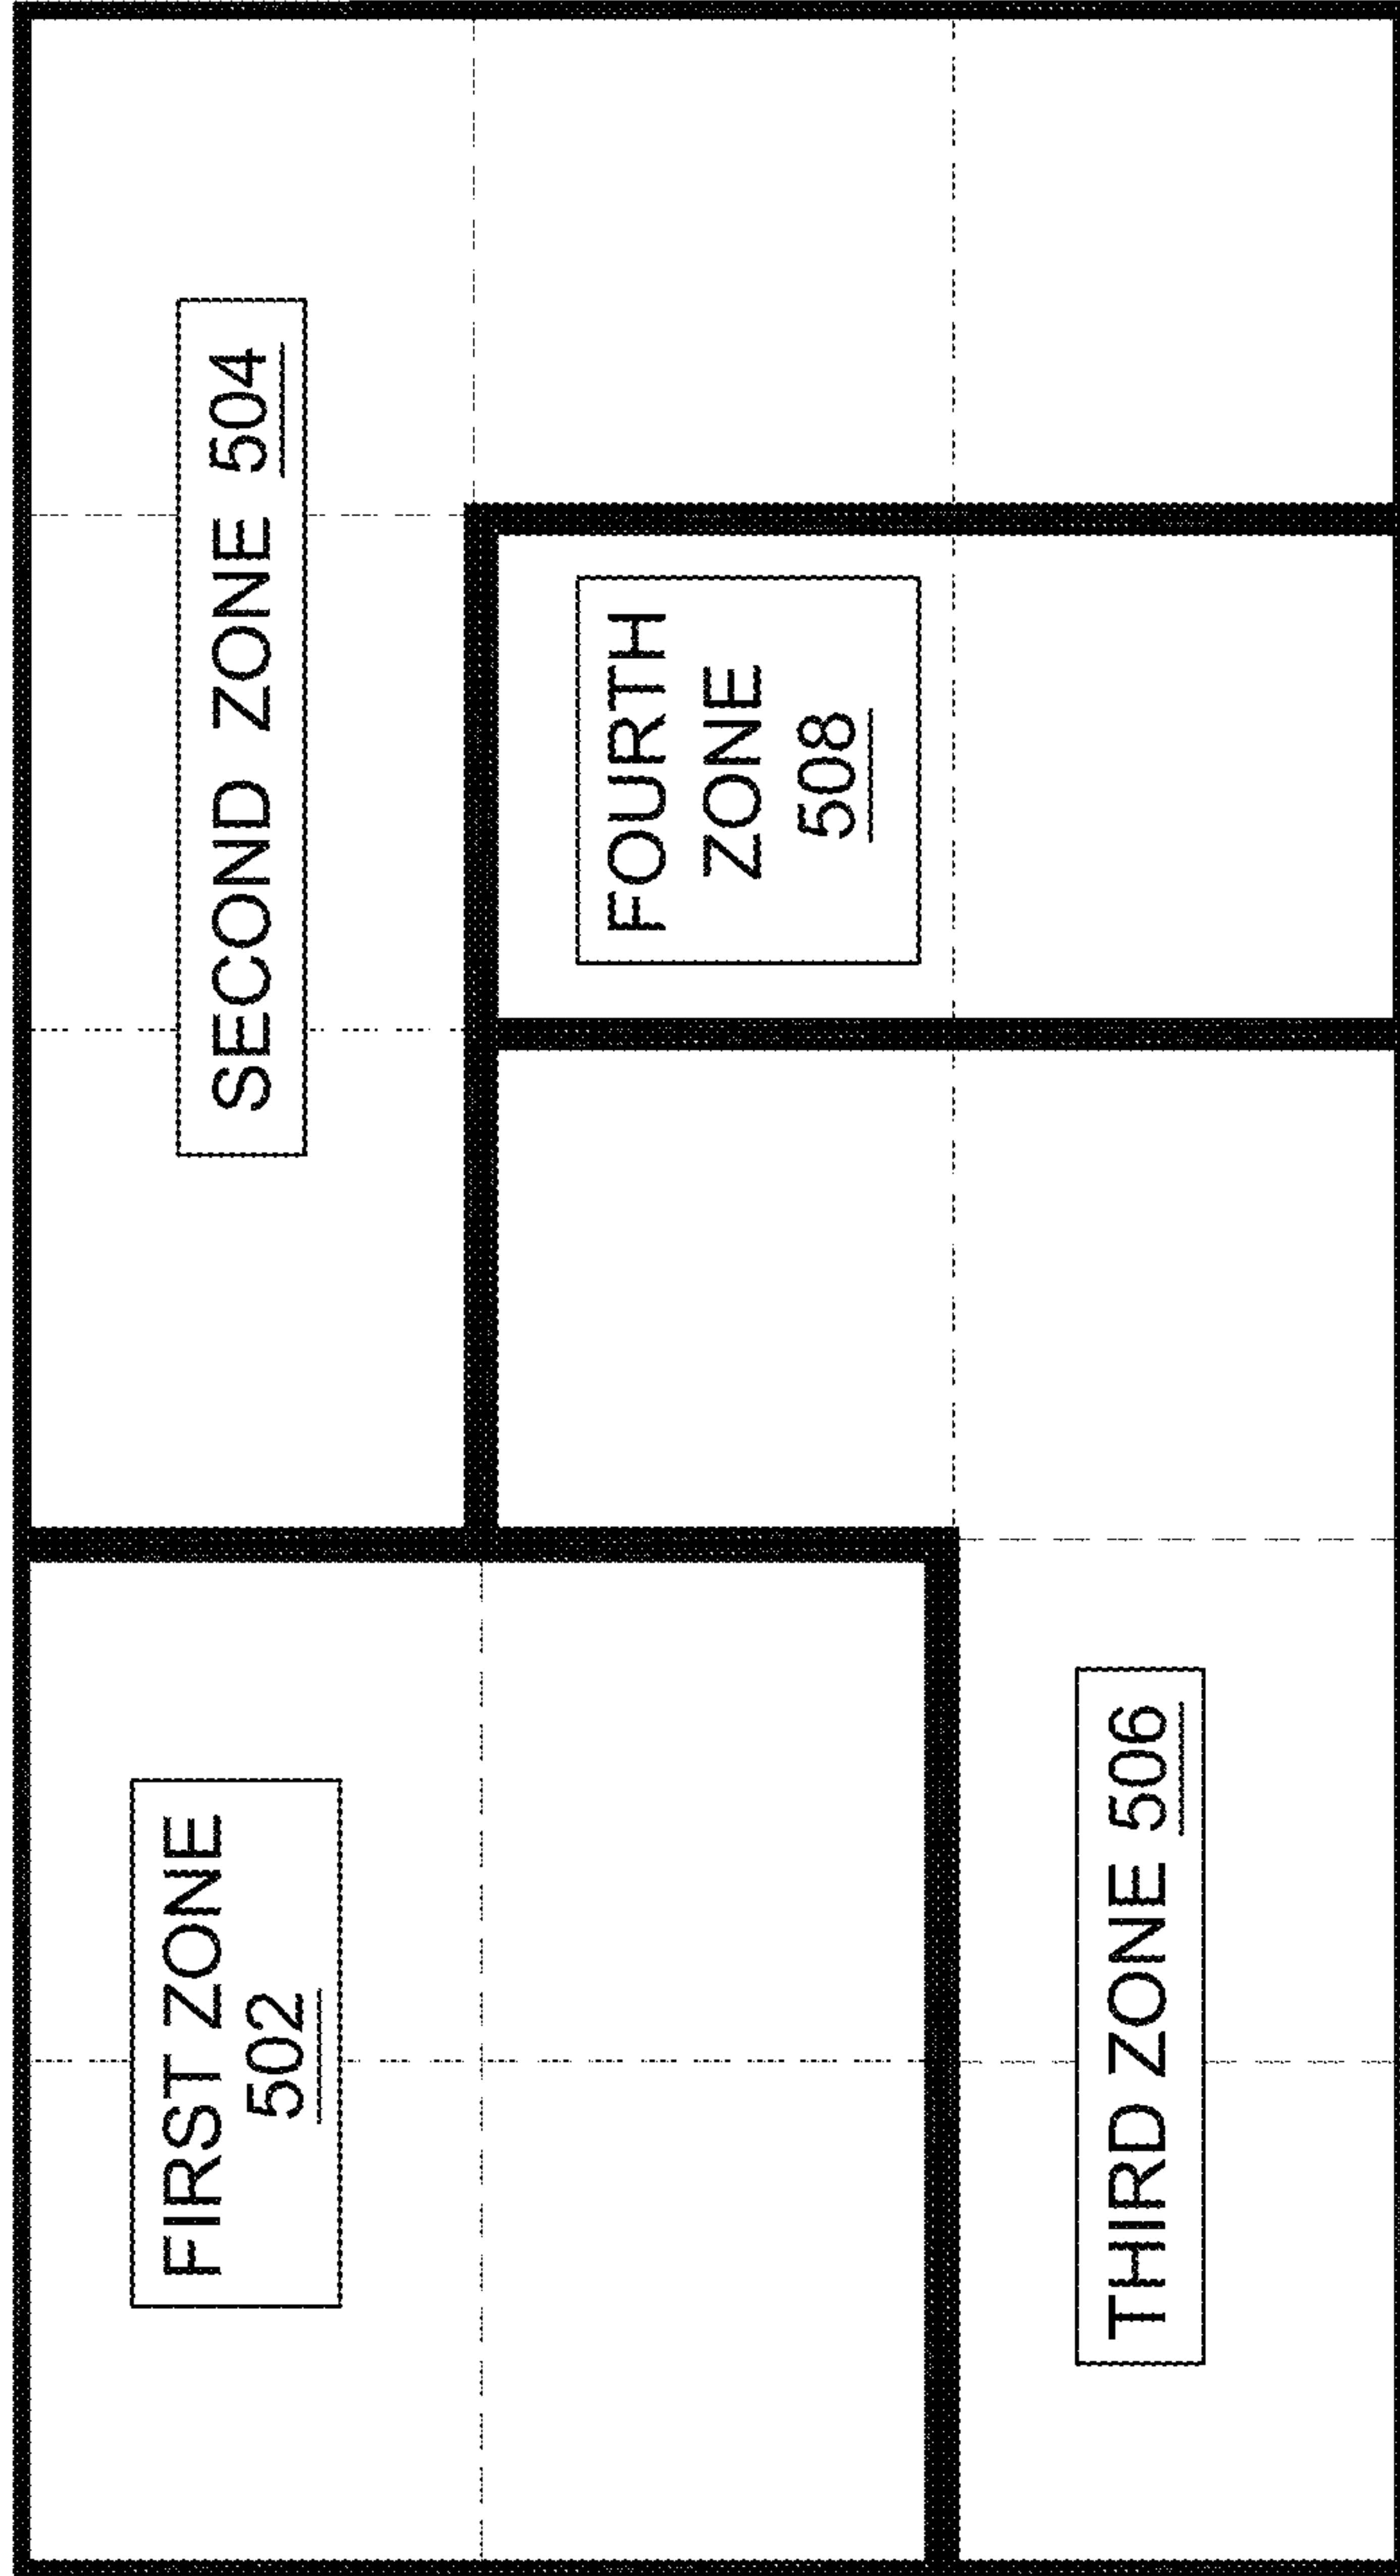 FIRST ZONE
502
SECOND ZONE 504
THIRD ZONE 506
FOURTH
ZONE
508